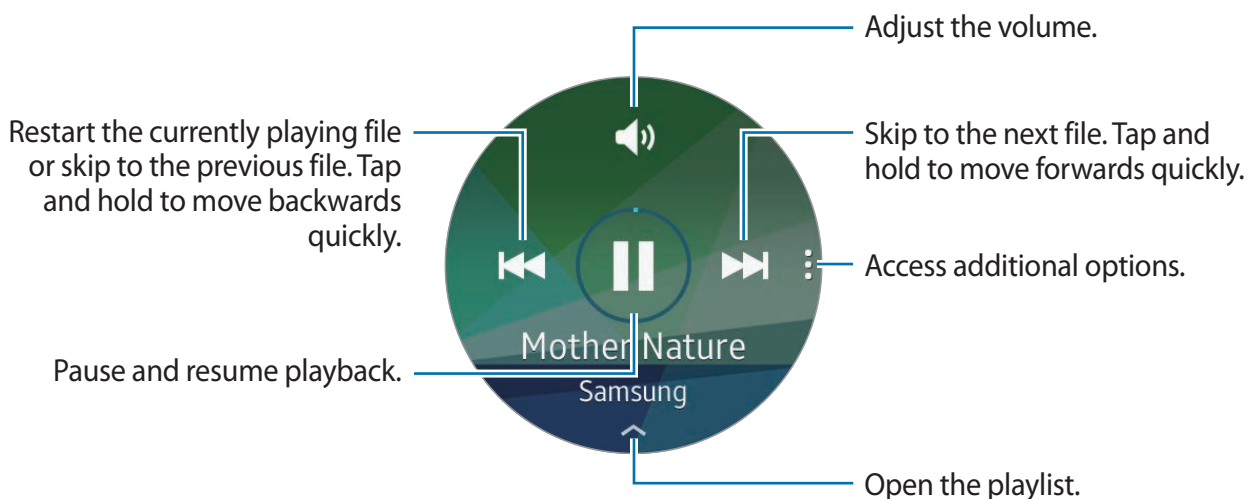 Adjust the volume.
Restart the currently playing file
or skip to the previous file. Tap
and hold to move backwards
quickly.
Skip to the next file. Tap and
hold to move forwards quickly.
Access additional options.
Mother Nature
Pause and resume playback.
Samsung
Open the playlist.